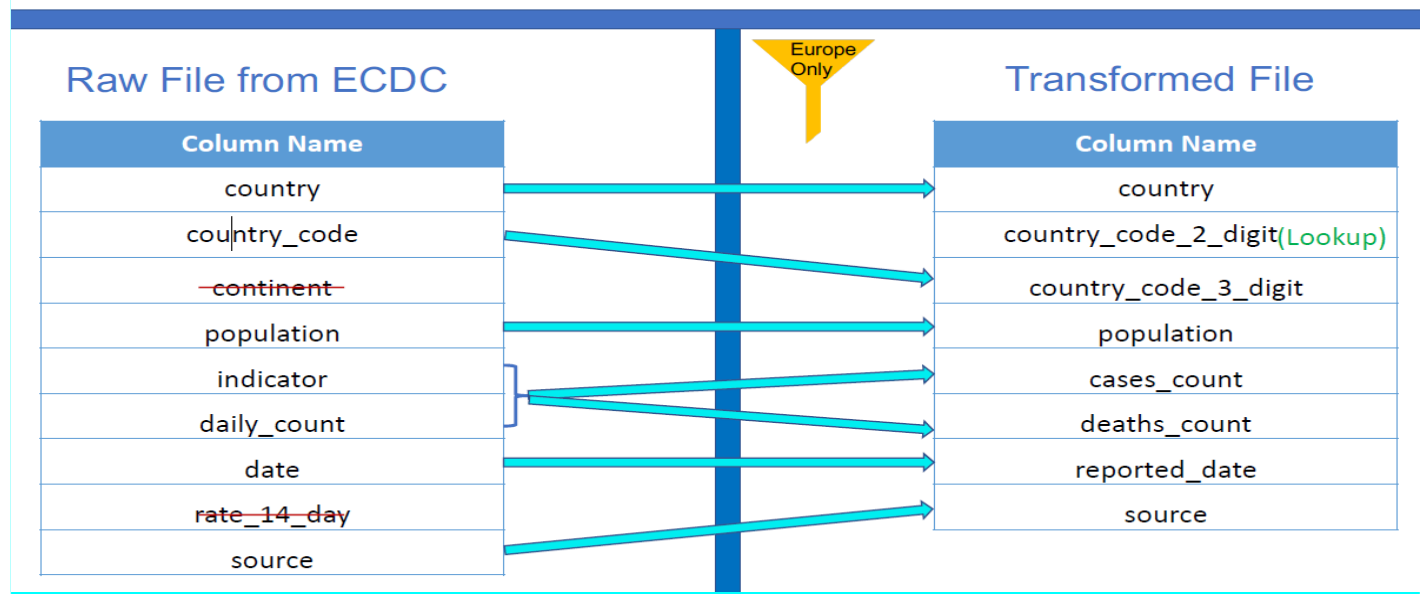 Europe
Only
Raw File from ECDC
Transformed File
Column Name
country
country_code
continent
population
indicator
daily_count
date
rate_14_day
source
Column Name
country
country_code_2_digit(Lookup)
country_code_3_digit
population
cases_count
deaths_count
reported_date
source